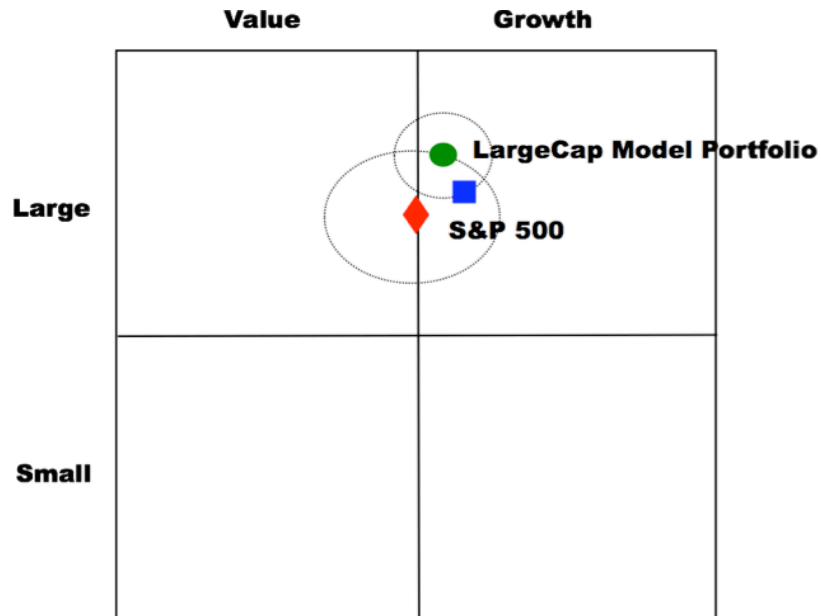 Value
Growth
LargeCap Model Portfolio
Large
S&P 500
Small